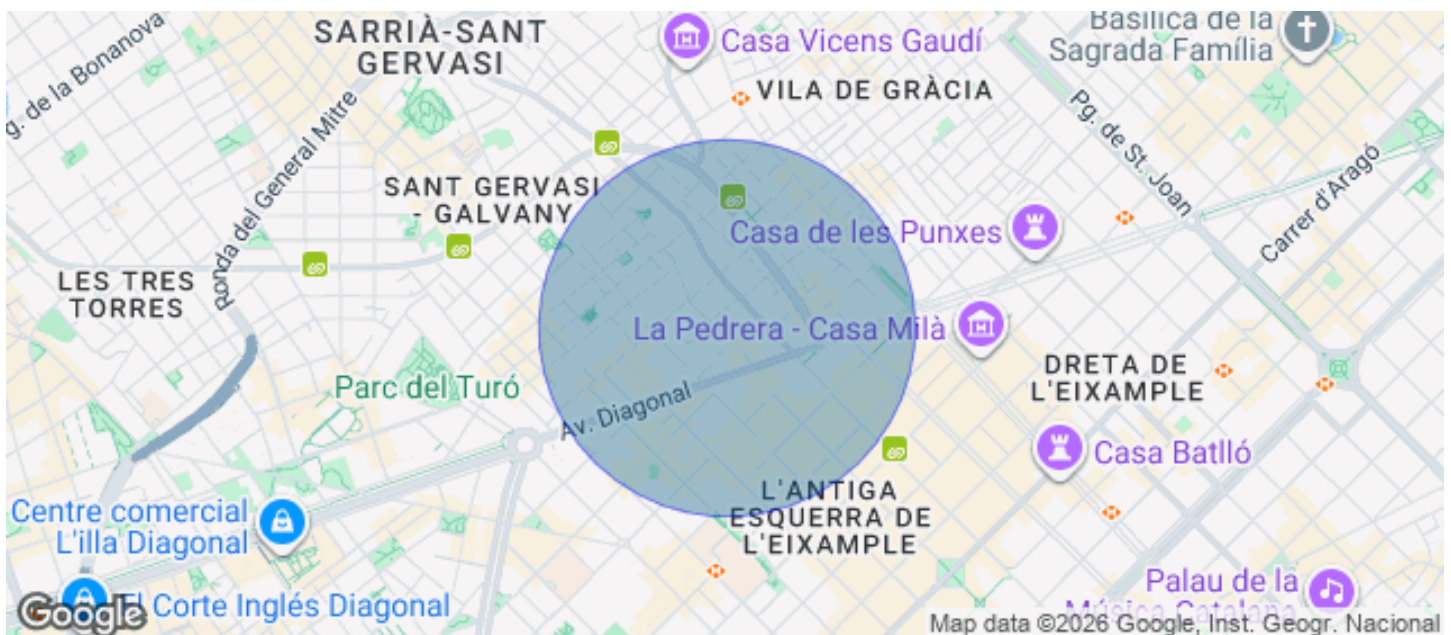 SARRIÀ-SANT
GERVASI
Casa Vicens Gaudí
Basílica de la
Sagrada Família
g. de la Bonanova
VILA DE GRÀCIA
Ronda del General Mitre
Pg. de St. Joan
SANT GERVASI
- GALVANY
Carrer d'Aragó
Casa de les Punxes
LES TRES
TORRES
La Pedrera - Casa Milà
Parc del Turó
DRETA DE
L'EIXAMPLE
Av. Diagonal
Casa Batlló
L'ANTIGA
ESQUERRA DE
L'EIXAMPLE
Centre comercial
L'illa Diagonal
El Corte Inglés Diagonal
Palau de la
Música Catalana
Google
Map data ©2026 Google, Inst. Geogr. Nacional